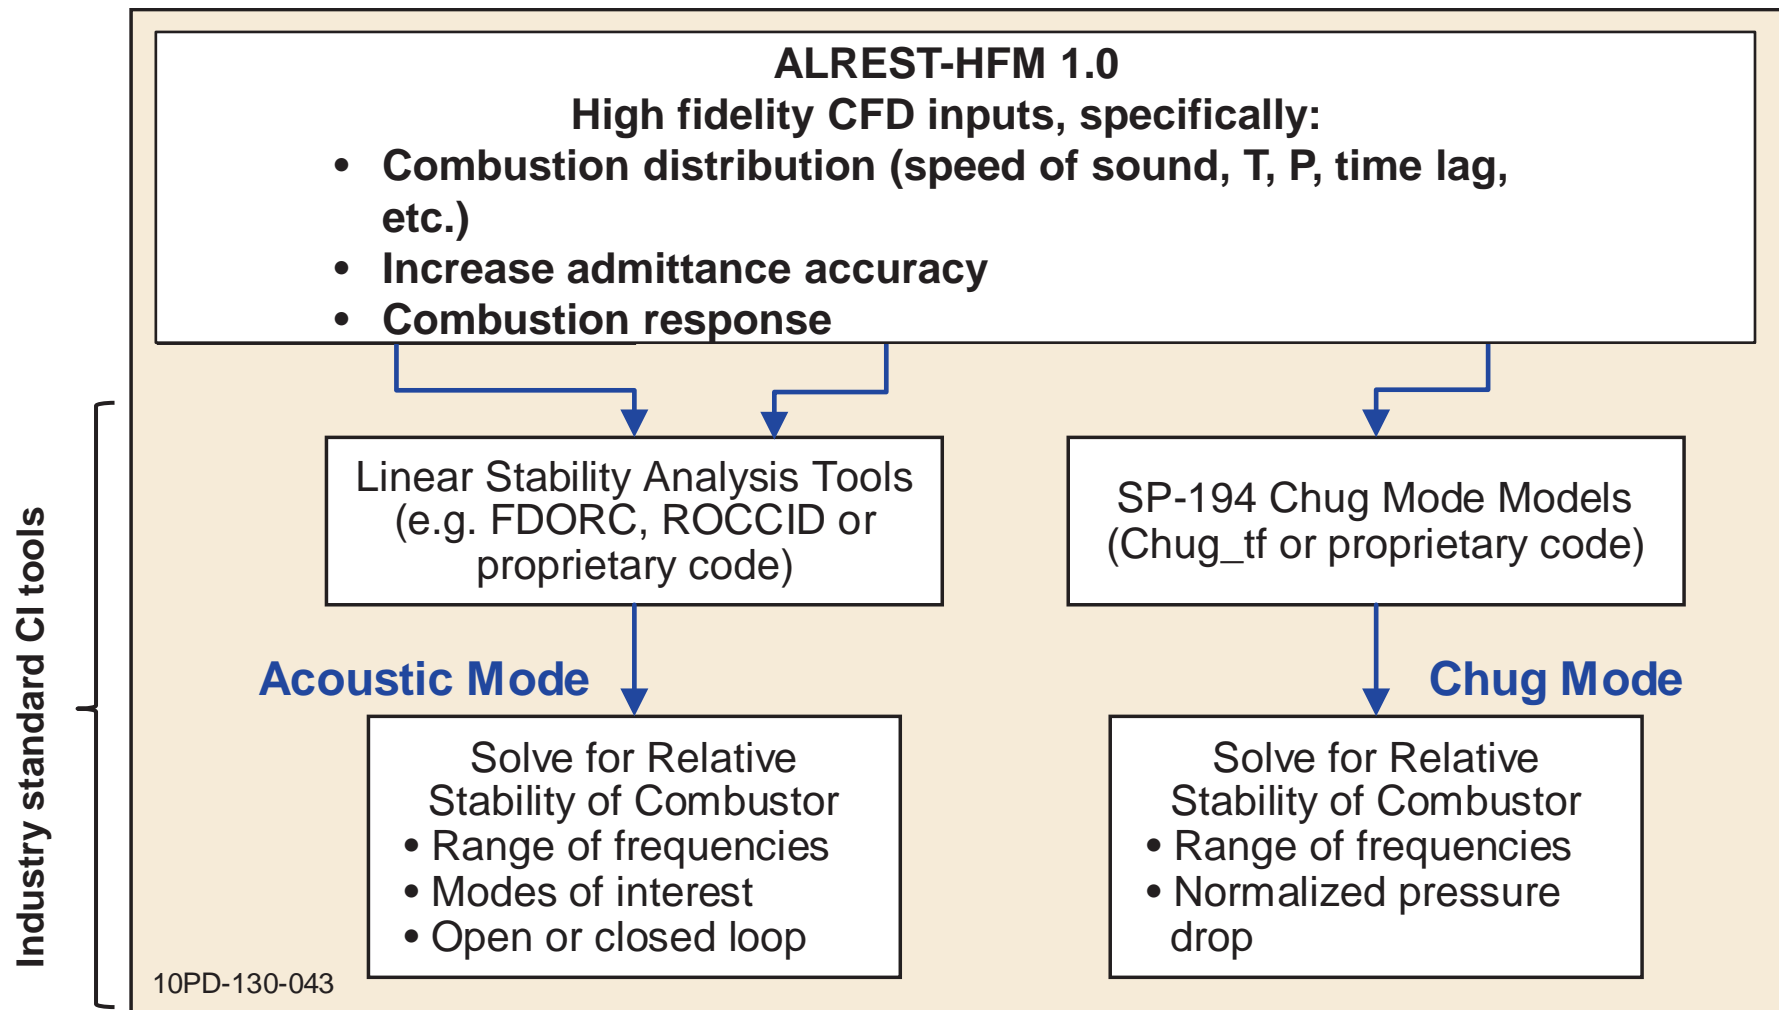 ALREST-HFM 1.0
High fidelity CFD inputs, specifically:
• Combustion distribution (speed of sound, T, P, time lag,
etc.)
• Increase admittance accuracy
• Combustion response
Industry standard CI tools
Linear Stability Analysis Tools
(e.g. FDORC, ROCCID or
proprietary code)
SP-194 Chug Mode Models
(Chug_tf or proprietary code)
Acoustic Mode
Chug Mode
Solve for Relative
Stability of Combustor
• Range of frequencies
• Modes of interest
• Open or closed loop
Solve for Relative
Stability of Combustor
• Range of frequencies
• Normalized pressure
drop
10PD-130-043